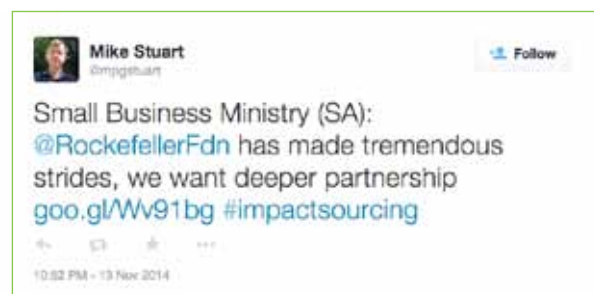 Mike Stuart
Follow
@mpgstuart
Small Business Ministry (SA):
@RockefellerFdn has made tremendous
strides, we want deeper partnership
goo.gl/Wv91bg #impactsourcing
10:52 PM - 13 Nov 2014